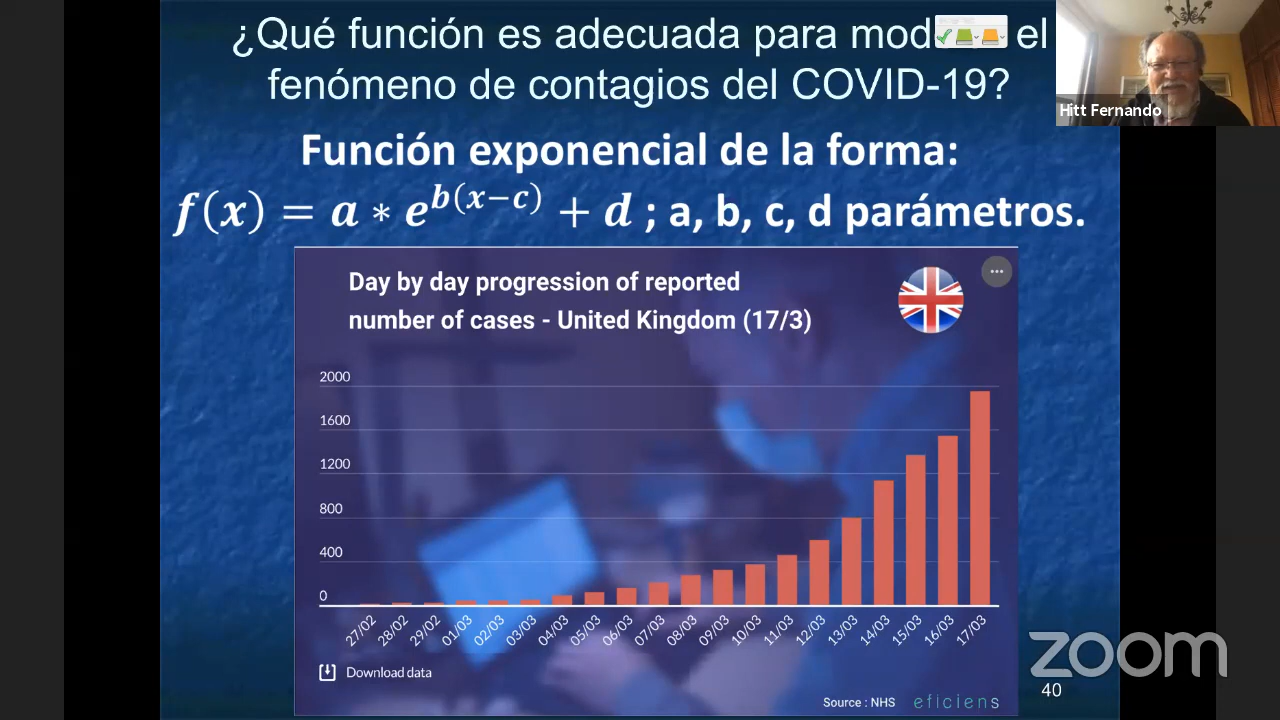 ¿Qué función es adecuada para mod el
fenómeno de contagios del COVID-19?
Hitt Fernando
Función exponencial de la forma:
f(x) = a * e^{b(x-c)} + d ; a, b, c, d parámetros.
Day by day progression of reported
number of cases - United Kingdom (17/3)
2000
1600
1200
800
400
0
27/02 28/02 29/02 01/03 02/03 03/03 04/03 05/03 06/03 07/03 08/03 09/03 10/03 11/03 12/03 13/03 14/03 15/03 16/03 17/03
Download data
Source : NHS eficiens
zoom
40